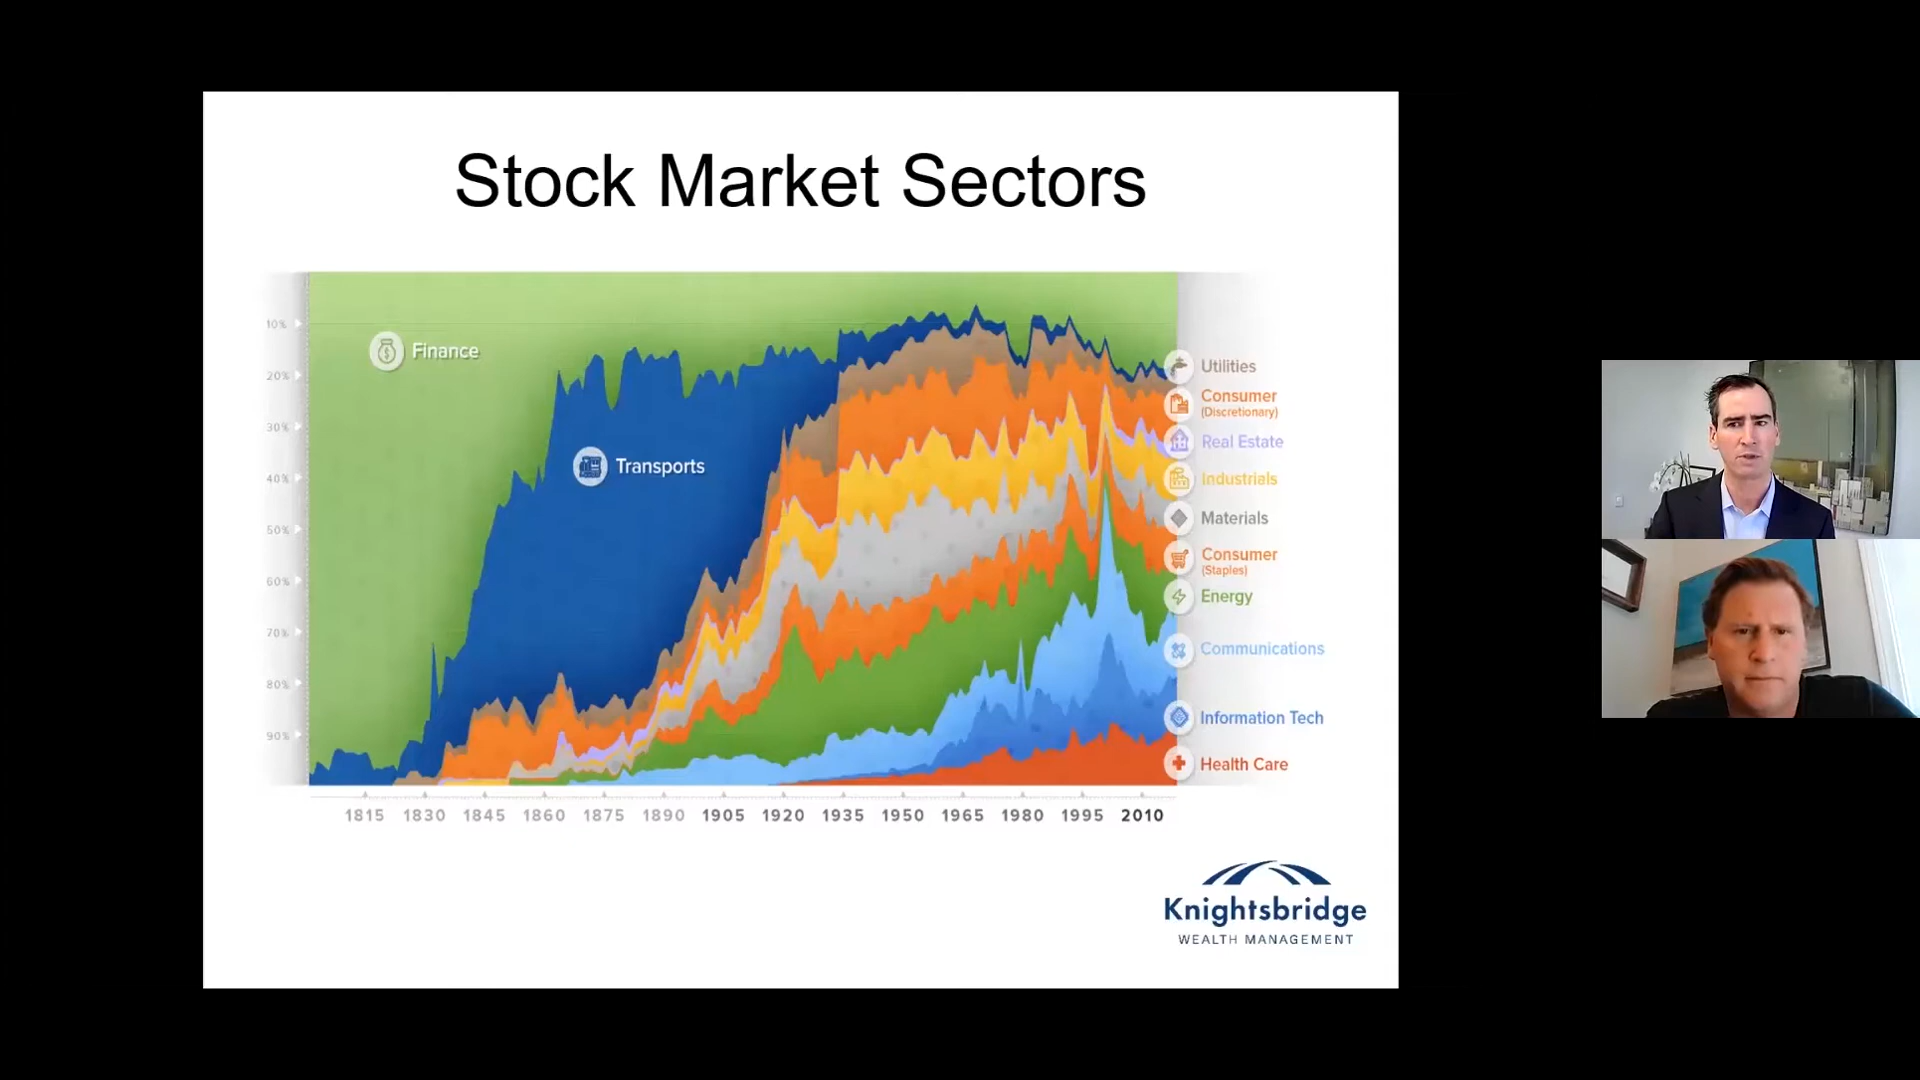 Stock Market Sectors
10%
20%
30%
40%
50%
60%
70%
80%
90%
Finance
Transports
Utilities
Consumer
(Discretionary)
Real Estate
Industrials
Materials
Consumer
(Staples)
Energy
Communications
Information Tech
Health Care
1815 1830 1845 1860 1875 1890 1905 1920 1935 1950 1965 1980 1995 2010
Knightsbridge
WEALTH MANAGEMENT